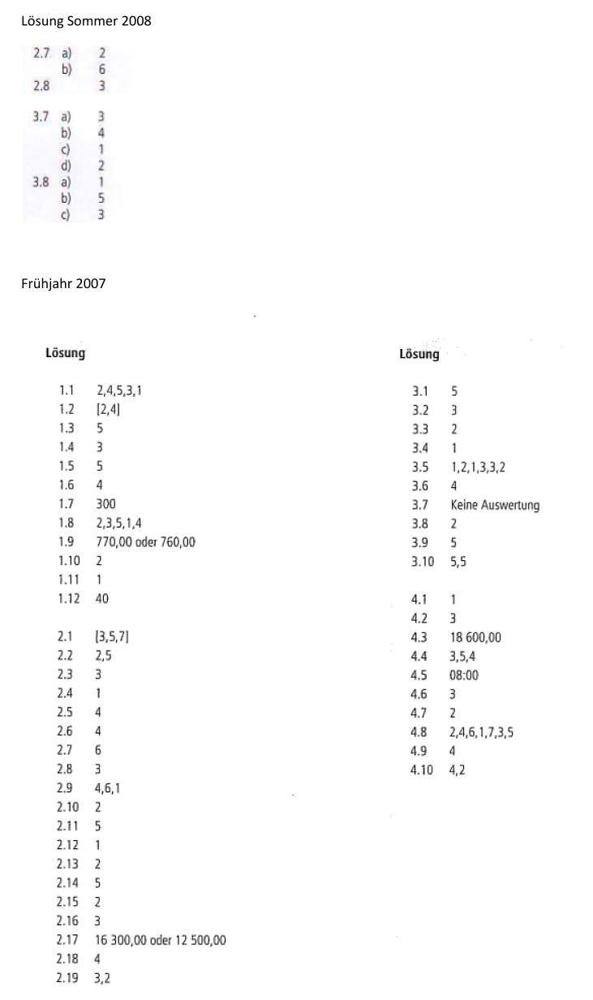 Lösung Sommer 2008
2.7 a) 2
b) 6
2.8 3
3.7 a) 3
b) 4
c) 1
d) 2
3.8 a) 1
b) 5
c) 3
Frühjahr 2007
Lösung
1.1 2,4,5,3,1
1.2 [2,4]
1.3 5
1.4 3
1.5 5
1.6 4
1.7 300
1.8 2,3,5,1,4
1.9 770,00 oder 760,00
1.10 2
1.11 1
1.12 40
2.1 [3,5,7]
2.2 2,5
2.3 3
2.4 1
2.5 4
2.6 4
2.7 6
2.8 3
2.9 4,6,1
2.10 2
2.11 5
2.12 1
2.13 2
2.14 5
2.15 2
2.16 3
2.17 16 300,00 oder 12 500,00
2.18 4
2.19 3,2
Lösung
3.1 5
3.2 3
3.3 2
3.4 1
3.5 1,2,1,3,3,2
3.6 4
3.7 Keine Auswertung
3.8 2
3.9 5
3.10 5,5
4.1 1
4.2 3
4.3 18 600,00
4.4 3,5,4
4.5 08:00
4.6 3
4.7 2
4.8 2,4,6,1,7,3,5
4.9 4
4.10 4,2